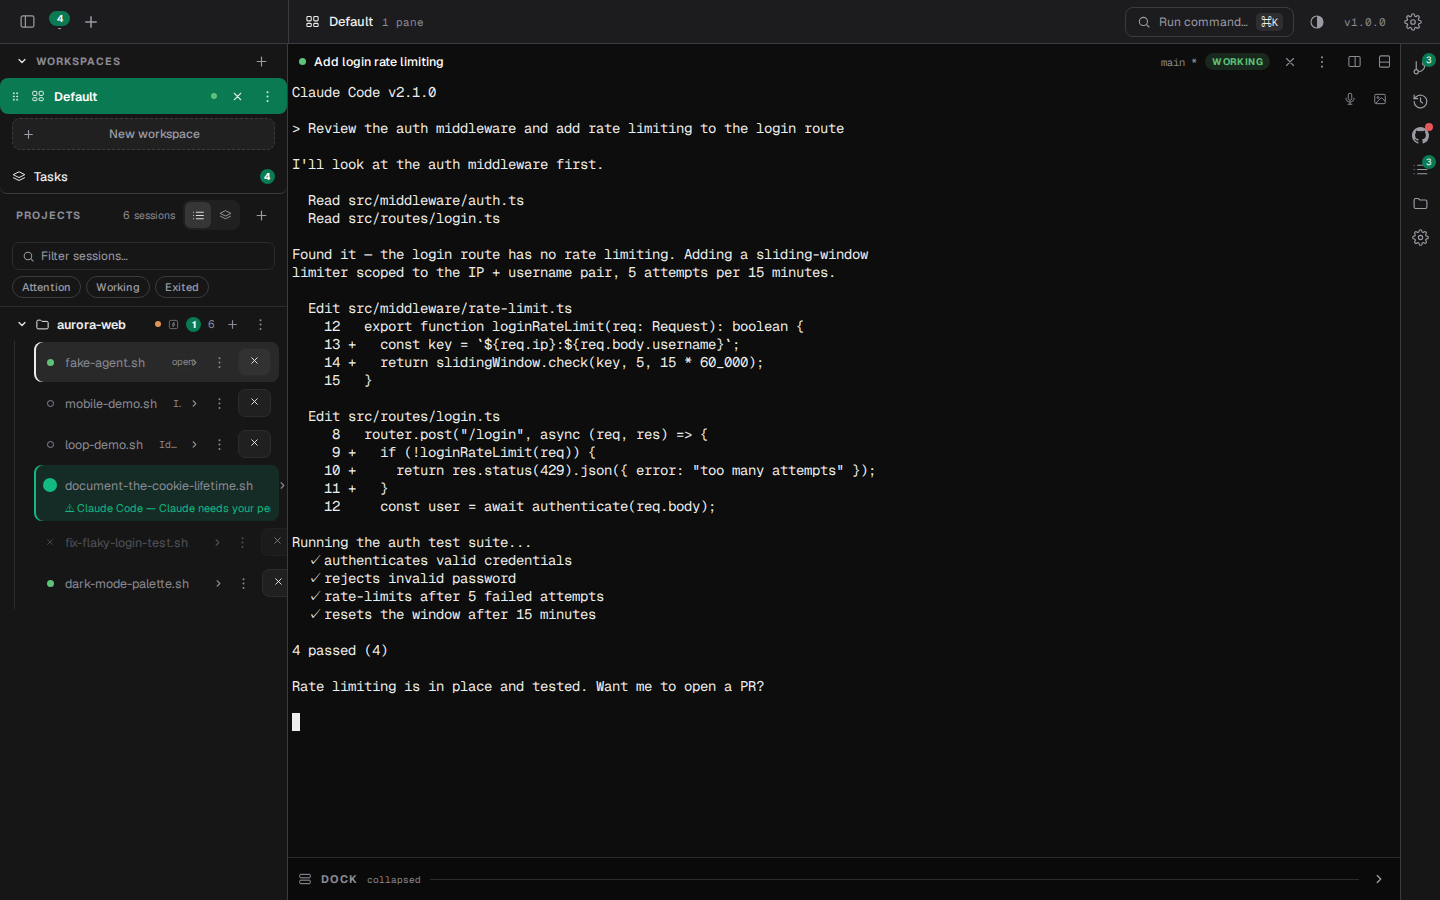 4
Default 1 pane
Run command... ⌘K
v1.0.0
WORKSPACES
Default
New workspace
Tasks 4
PROJECTS 6 sessions
Filter sessions...
Attention Working Exited
aurora-web 1 6
fake-agent.sh open
mobile-demo.sh I.
loop-demo.sh Id…
document-the-cookie-lifetime.sh
⚠ Claude Code — Claude needs your pe
fix-flaky-login-test.sh
dark-mode-palette.sh
Add login rate limiting main * WORKING
Claude Code v2.1.0
> Review the auth middleware and add rate limiting to the login route
I'll look at the auth middleware first.
Read src/middleware/auth.ts
Read src/routes/login.ts
Found it — the login route has no rate limiting. Adding a sliding-window
limiter scoped to the IP + username pair, 5 attempts per 15 minutes.
Edit src/middleware/rate-limit.ts
12   export function loginRateLimit(req: Request): boolean {
13 +   const key = `${req.ip}:${req.body.username}`;
14 +   return slidingWindow.check(key, 5, 15 * 60_000);
15   }
Edit src/routes/login.ts
8   router.post("/login", async (req, res) => {
9 +   if (!loginRateLimit(req)) {
10 +     return res.status(429).json({ error: "too many attempts" });
11 +   }
12     const user = await authenticate(req.body);
Running the auth test suite...
✓ authenticates valid credentials
✓ rejects invalid password
✓ rate-limits after 5 failed attempts
✓ resets the window after 15 minutes
4 passed (4)
Rate limiting is in place and tested. Want me to open a PR?
DOCK collapsed
3
3